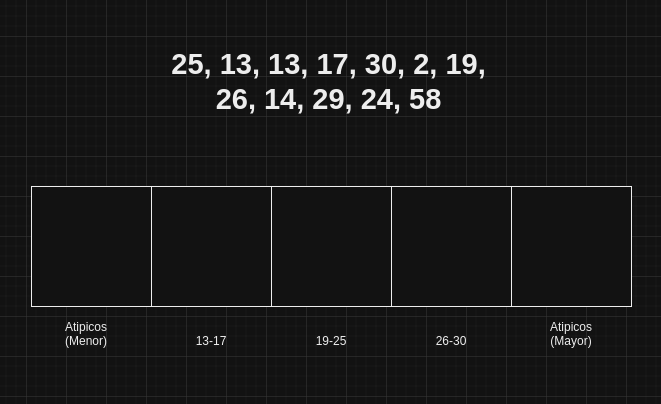 25, 13, 13, 17, 30, 2, 19,
26, 14, 29, 24, 58
Atipicos
(Menor)
13-17
19-25
26-30
Atipicos
(Mayor)